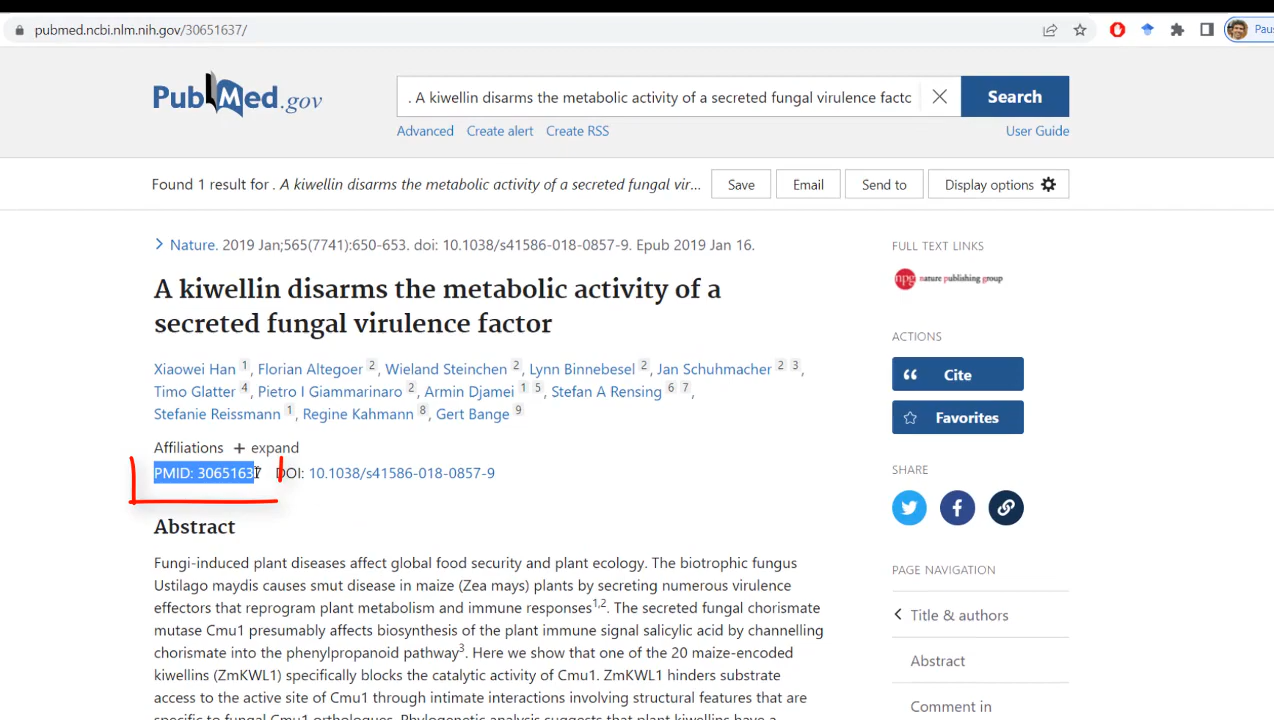 pubmed.ncbi.nlm.nih.gov/30651637/
Paus
PubMed.gov
. A kiwellin disarms the metabolic activity of a secreted fungal virulence factc
Search
Advanced Create alert Create RSS
User Guide
Found 1 result for . A kiwellin disarms the metabolic activity of a secreted fungal vir...
Save
Email
Send to
Display options
Nature. 2019 Jan;565(7741):650-653. doi: 10.1038/s41586-018-0857-9. Epub 2019 Jan 16.
A kiwellin disarms the metabolic activity of a
secreted fungal virulence factor
Xiaowei Han 1, Florian Altegoer 2, Wieland Steinchen 2, Lynn Binnebesel 2, Jan Schuhmacher 2 3,
Timo Glatter 4, Pietro I Giammarinaro 2, Armin Djamei 1 5, Stefan A Rensing 6 7,
Stefanie Reissmann 1, Regine Kahmann 8, Gert Bange 9
Affiliations + expand
PMID: 30651637 DOI: 10.1038/s41586-018-0857-9
Abstract
Fungi-induced plant diseases affect global food security and plant ecology. The biotrophic fungus
Ustilago maydis causes smut disease in maize (Zea mays) plants by secreting numerous virulence
effectors that reprogram plant metabolism and immune responses1,2. The secreted fungal chorismate
mutase Cmu1 presumably affects biosynthesis of the plant immune signal salicylic acid by channelling
chorismate into the phenylpropanoid pathway3. Here we show that one of the 20 maize-encoded
kiwellins (ZmKWL1) specifically blocks the catalytic activity of Cmu1. ZmKWL1 hinders substrate
access to the active site of Cmu1 through intimate interactions involving structural features that are
specific to fungal Cmu1 orthologues. Phylogenetic analysis suggests that plant kiwellins have a
FULL TEXT LINKS
npg nature publishing group
ACTIONS
Cite
Favorites
SHARE
PAGE NAVIGATION
Title & authors
Abstract
Comment in